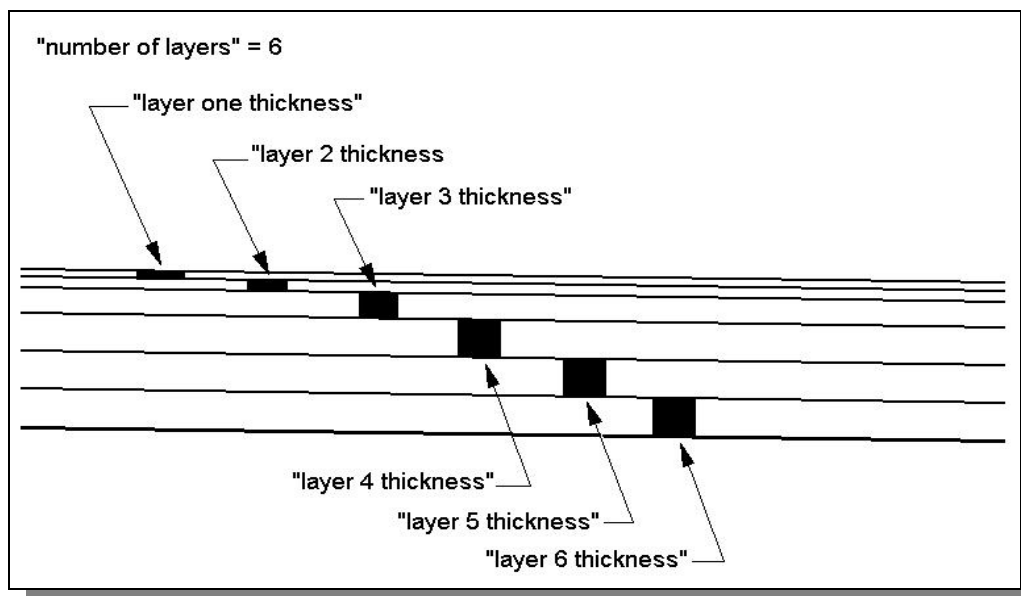 "number of layers" = 6
"layer one thickness"
"layer 2 thickness
"layer 3 thickness"
"layer 4 thickness"
"layer 5 thickness"
"layer 6 thickness"